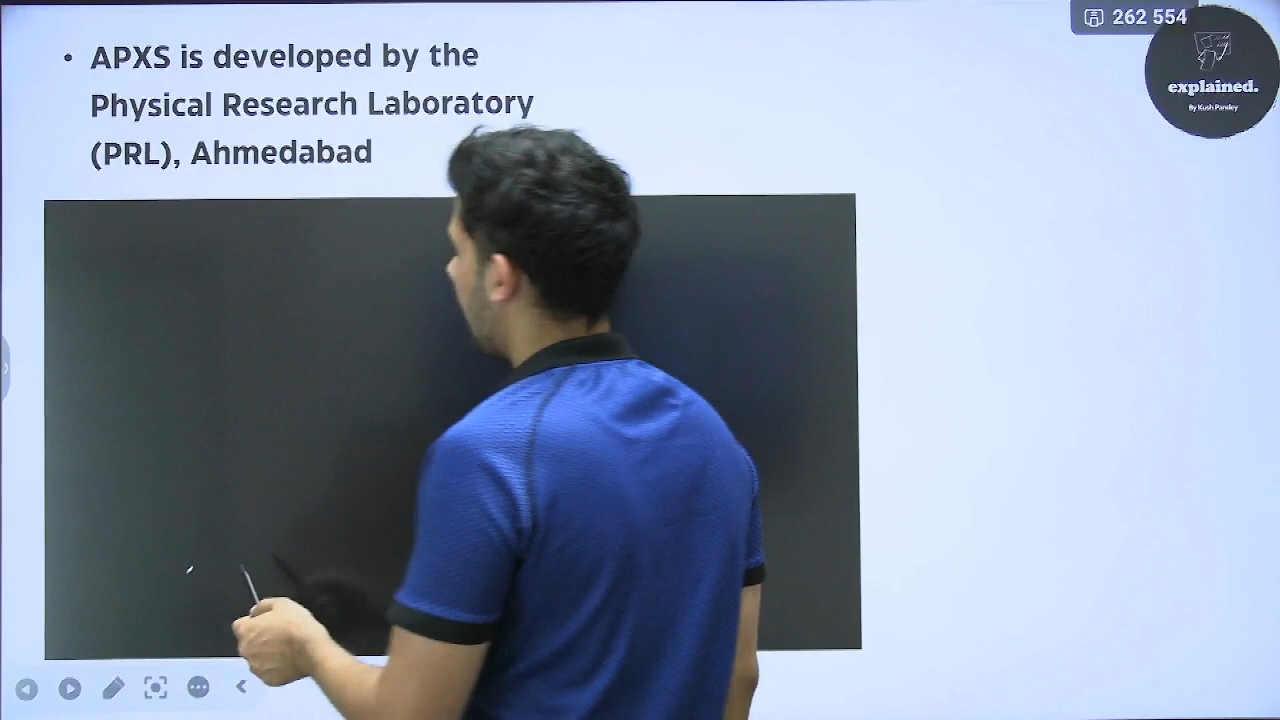 262 554
• APXS is developed by the
Physical Research Laboratory
(PRL), Ahmedabad
explained.
By Kush Pandey